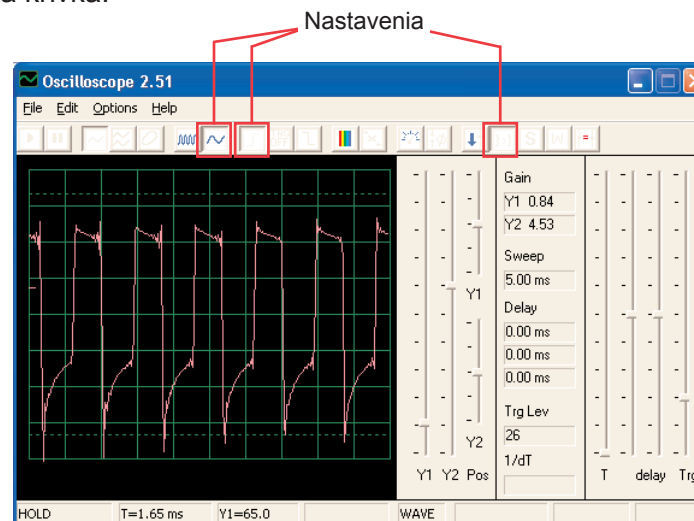 a krivka.
Nastavenia
Oscilloscope 2.51
File Edit Options Help
Gain
Y1 0.84
Y2 4.53
Sweep
5.00 ms
Y1
Delay
0.00 ms
0.00 ms
0.00 ms
Trg Lev
26
Y2
1/dT
Y1 Y2 Pos
T delay Trg
HOLD T=1.65 ms Y1=65.0 WAVE